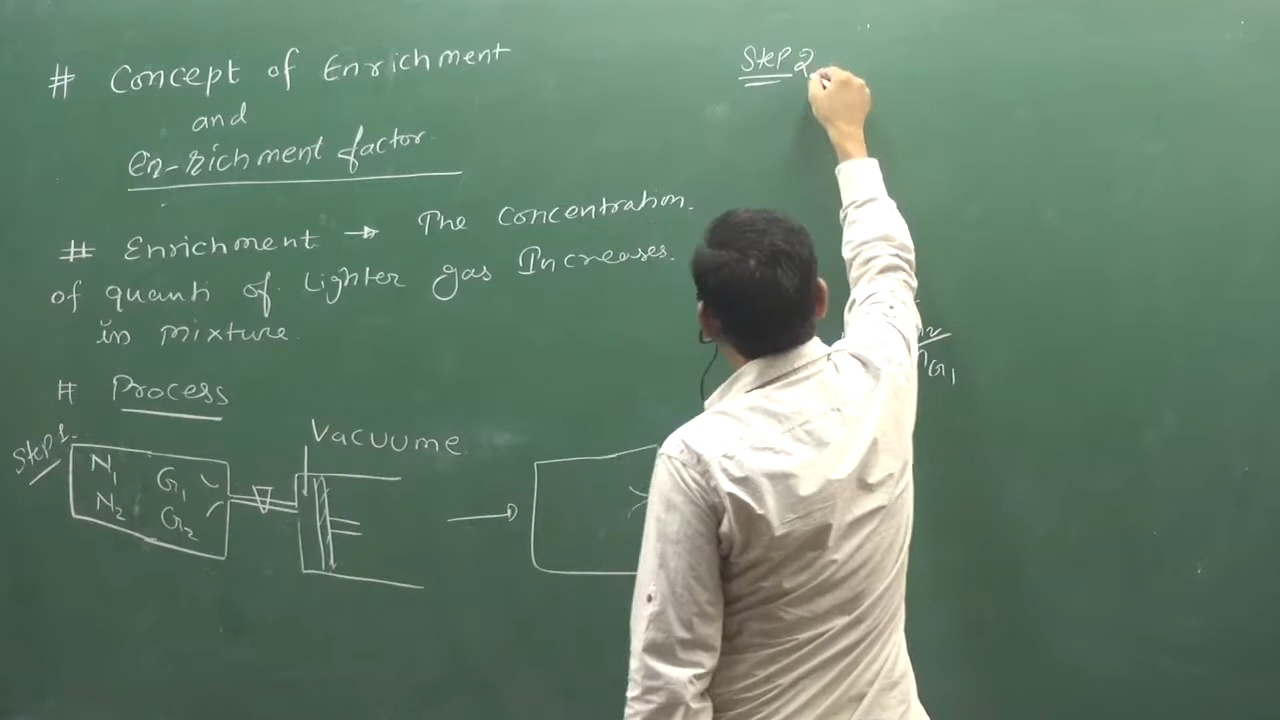 # Concept of Enrichment
and
en-richment factor.
# Enrichment → The Concentration.
of quanti of Lighter gas Increases.
in mixture.
# Process
Step 1.
Vacuume
N1 G1
N2 G2
Step 2
G1